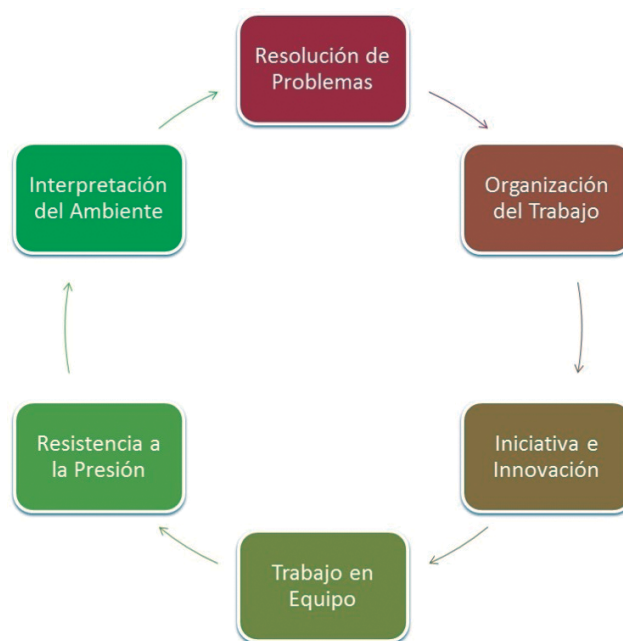 Resolución de
Problemas
Organización
del Trabajo
Iniciativa e
Innovación
Trabajo en
Equipo
Resistencia a
la Presión
Interpretación
del Ambiente